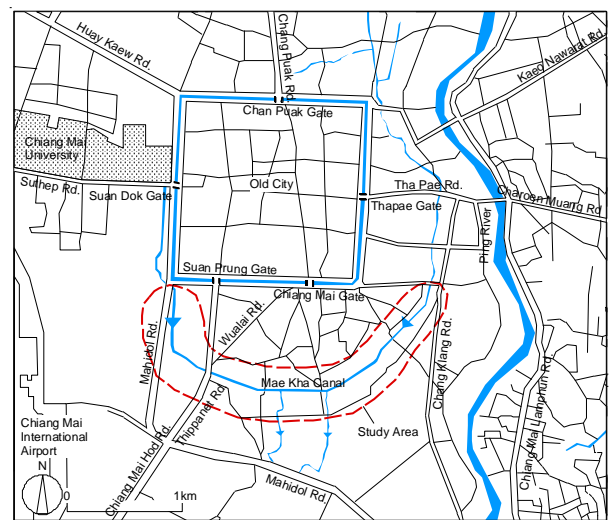 Huay Kaew Rd.
Chang Puak Rd.
Kaeo Nawarat Rd.
Chan Puak Gate
Chiang Mai
University
Suthep Rd.
Suan Dok Gate
Old City
Tha Pae Rd.
Thapae Gate
Charoen Muang Rd.
Ping River
Suan Prung Gate
Chiang Mai Gate
Wualai Rd.
Mahidol Rd.
Mae Kha Canal
Chang Klang Rd.
Thippanet Rd.
Study Area
Chiang Mai Lamphun Rd.
Chiang Mai
International
Airport
Chiang Mai Hod Rd.
Mahidol Rd.
N
0 1km